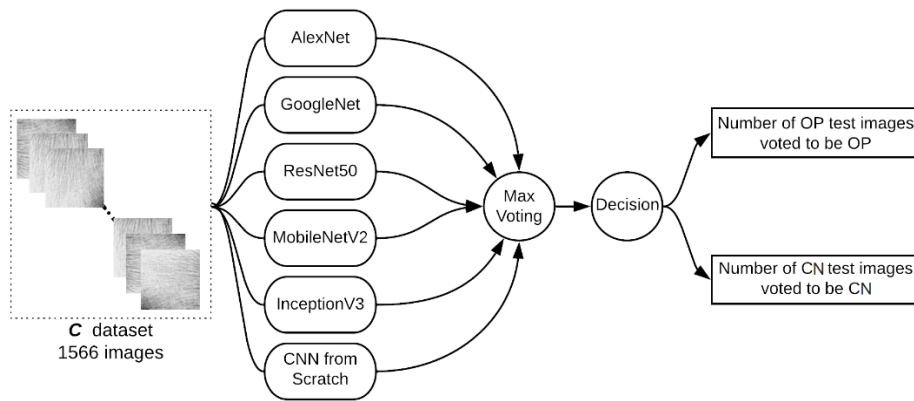 AlexNet
GoogleNet
ResNet50
MobileNetV2
InceptionV3
CNN from
Scratch
C dataset
1566 images
Max
Voting
Decision
Number of OP test images
voted to be OP
Number of CN test images
voted to be CN